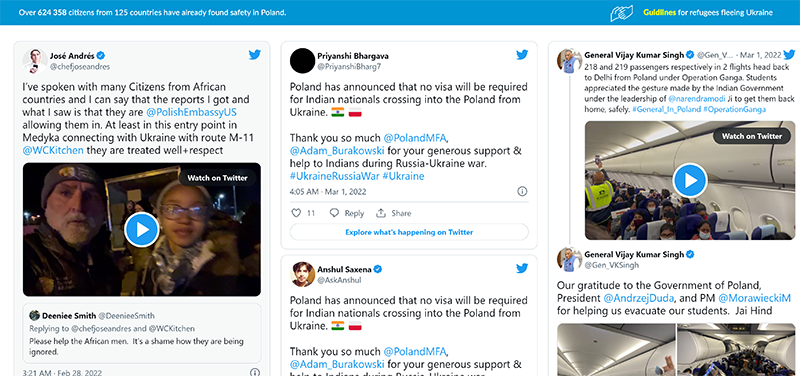 Over 624 358 citizens from 125 countries have already found safety in Poland.
Guidlines for refugees fleeing Ukraine
José Andrés
@chefjoseandres
I've spoken with many Citizens from African
countries and I can say that the reports I got and
what I saw is that they are @PolishEmbassyUS
allowing them in. At least in this entry point in
Medyka connecting with Ukraine with route M-11
@WCKitchen they are treated well+respect
Watch on Twitter
Deeniee Smith @DeenieeSmith
Replying to @chefjoseandres and @WCKitchen
Please help the African men. It's a shame how they are being
ignored.
3:21 AM · Feb 28, 2022
Priyanshi Bhargava
@PriyanshiBharg7
Poland has announced that no visa will be required
for Indian nationals crossing into the Poland from
Ukraine. 🇮🇳 🇵🇱
Thank you so much @PolandMFA,
@Adam_Burakowski for your generous support &
help to Indians during Russia-Ukraine war.
#UkraineRussiaWar #Ukraine
4:05 AM · Mar 1, 2022
11 Reply Share
Explore what's happening on Twitter
Anshul Saxena
@AskAnshul
Poland has announced that no visa will be required
for Indian nationals crossing into the Poland from
Ukraine. 🇮🇳 🇵🇱
Thank you so much @PolandMFA,
@Adam_Burakowski for your generous support &
help to Indians during Russia-Ukraine war.
General Vijay Kumar Singh @Gen_V... · Mar 1, 2022
218 and 219 passengers respectively in 2 flights head back
to Delhi from Poland under Operation Ganga. Students
appreciated the gesture made by the Indian Government
under the leadership of @narendramodi Ji to get them back
home, safely. #General_In_Poland #OperationGanga
Watch on Twitter
General Vijay Kumar Singh
@Gen_VKSingh
Our gratitude to the Government of Poland,
President @AndrzejDuda, and PM @MorawieckiM
for helping us evacuate our students. Jai Hind